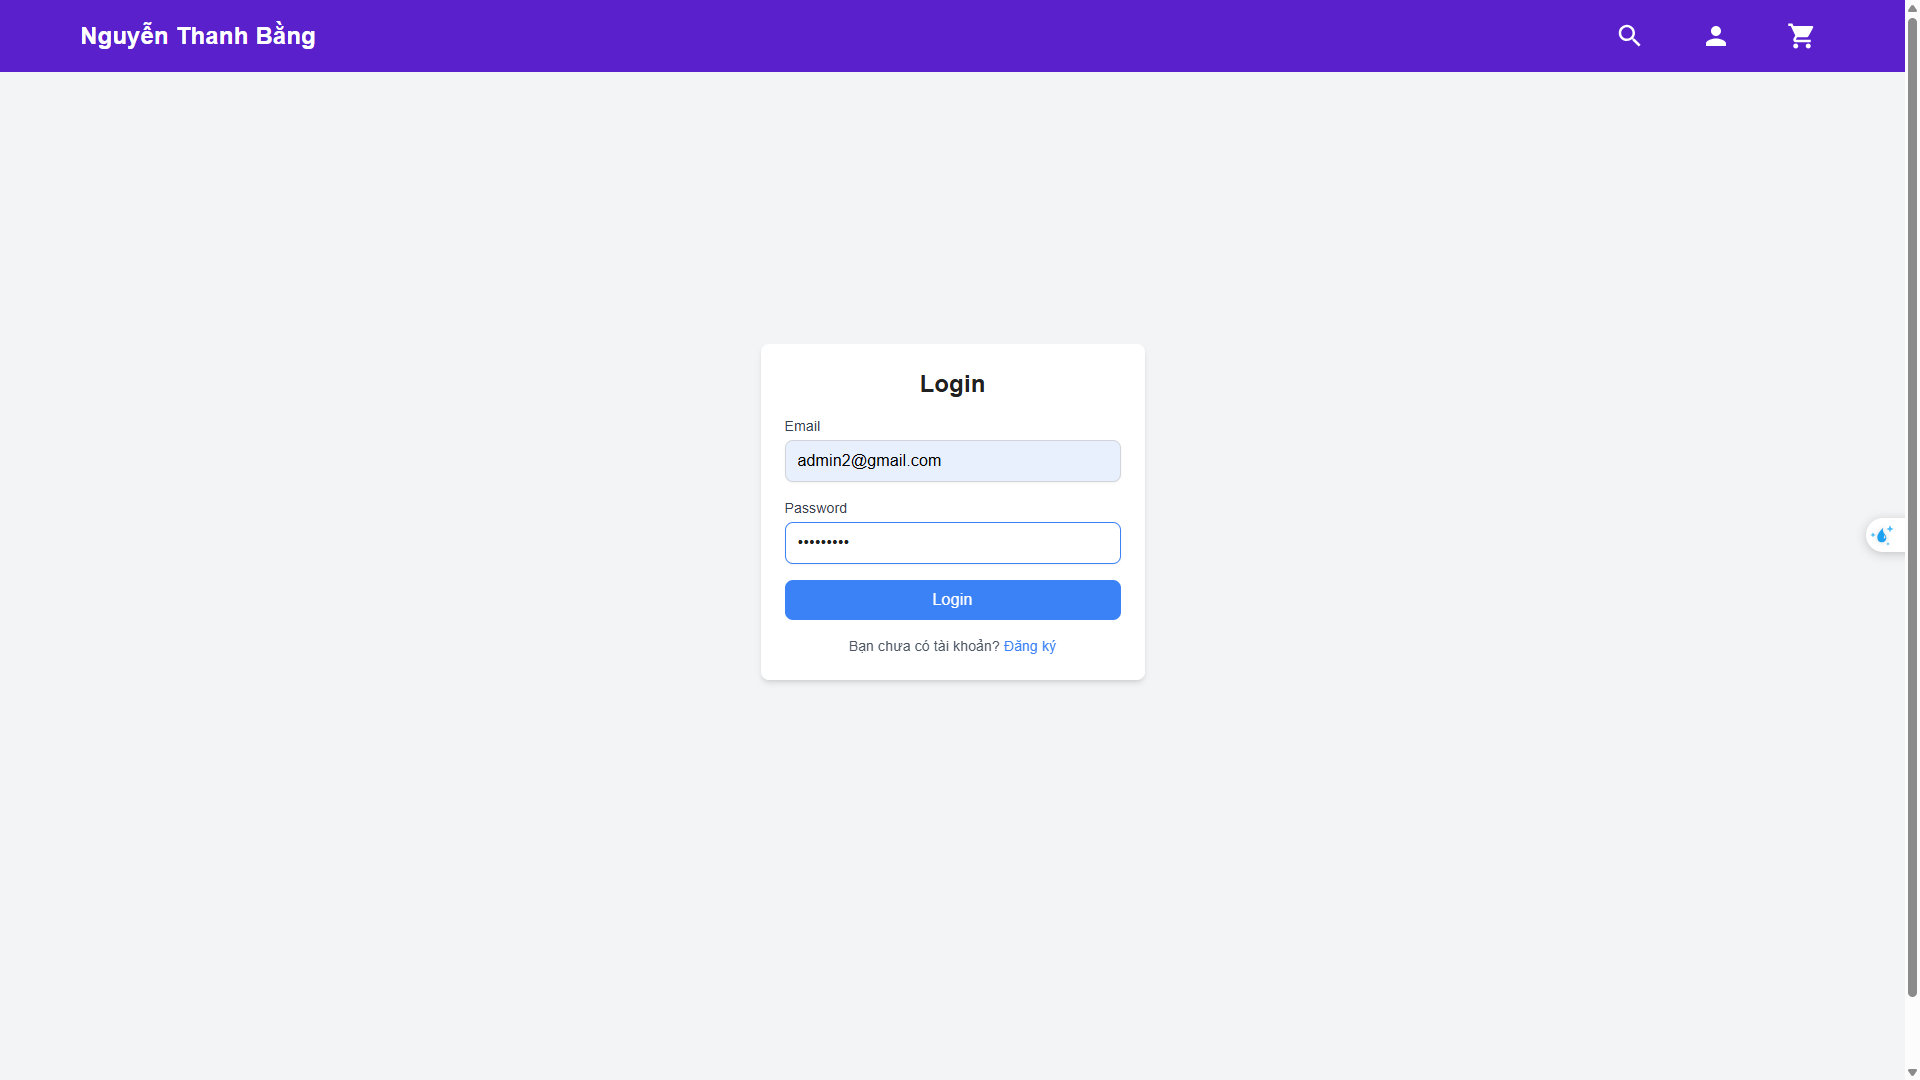 Nguyễn Thanh Bằng
Login
Email
admin2@gmail.com
Password
•••••••••
Login
Bạn chưa có tài khoản? Đăng ký